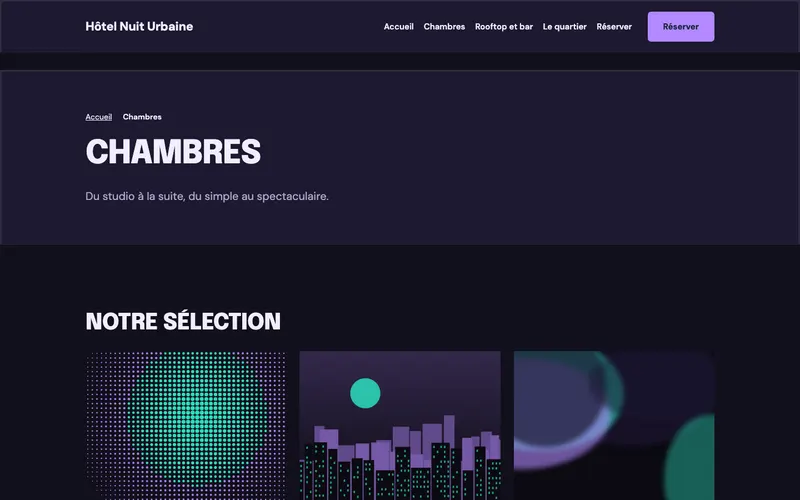 Hôtel Nuit Urbaine
Accueil Chambres Rooftop et bar Le quartier Réserver Réserver
Accueil Chambres
CHAMBRES
Du studio à la suite, du simple au spectaculaire.
NOTRE SÉLECTION